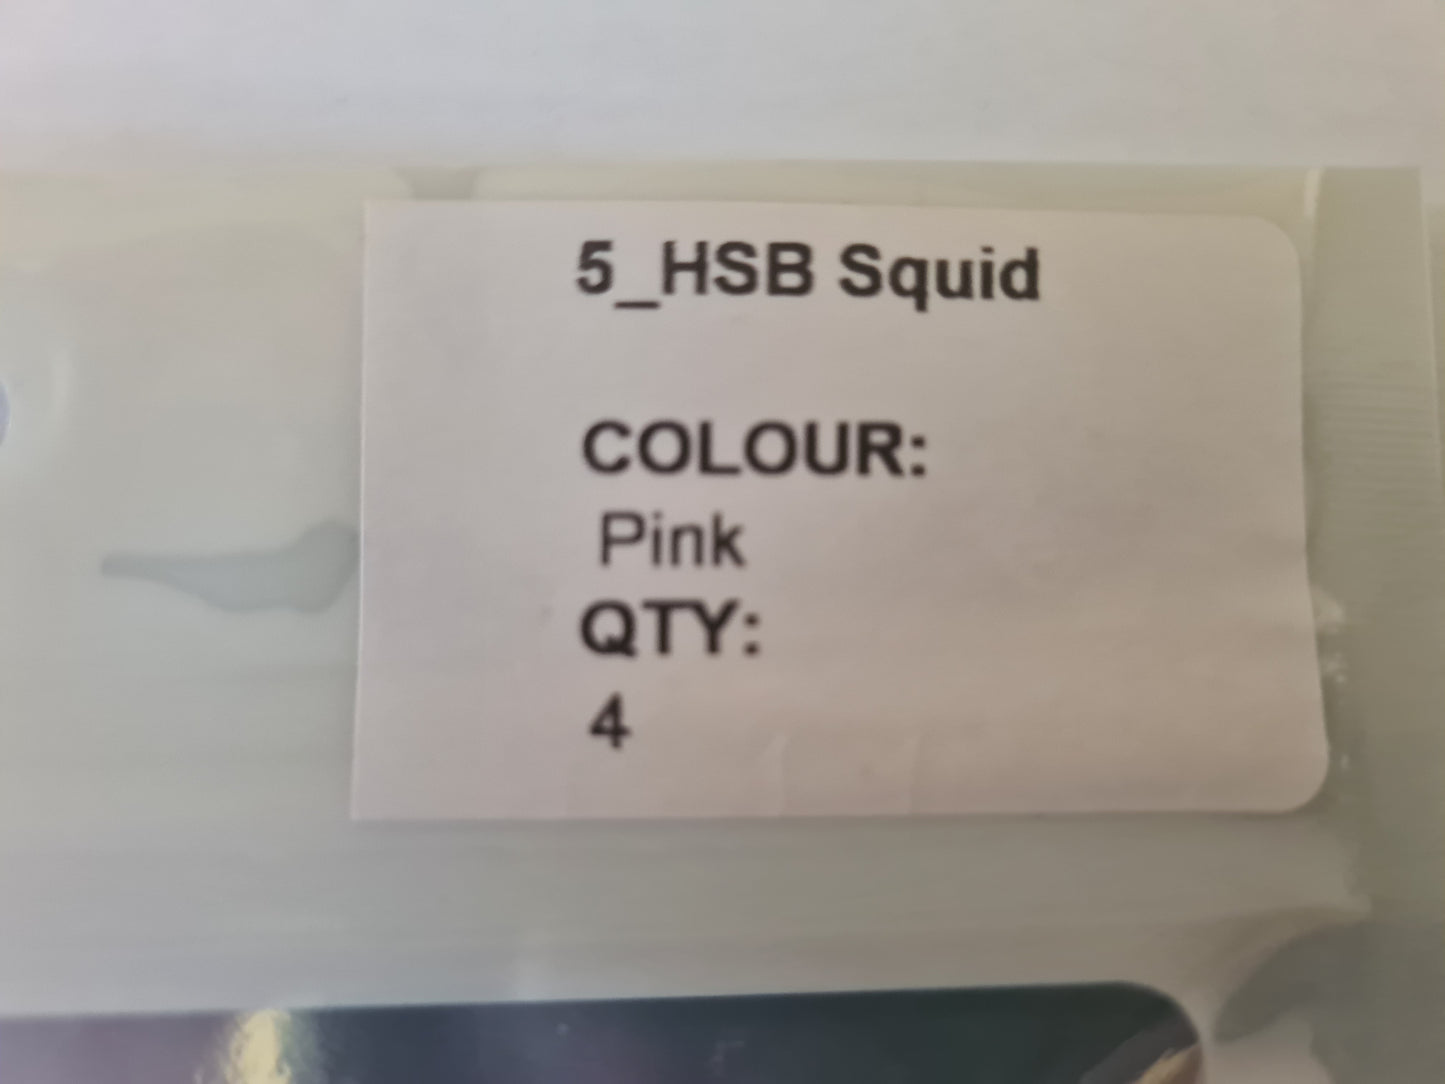 5_HSB Squid
COLOUR:
Pink
QTY:
4